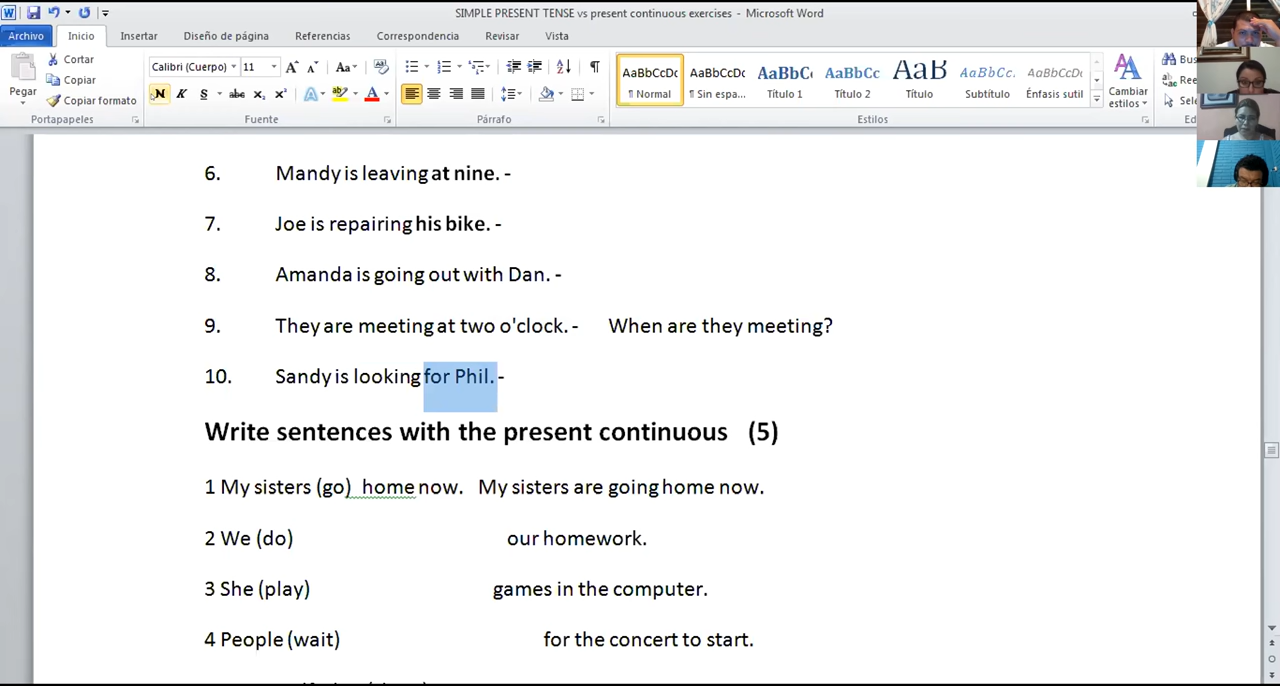 SIMPLE PRESENT TENSE vs present continuous exercises - Microsoft Word
Archivo Inicio Insertar Diseño de página Referencias Correspondencia Revisar Vista
Pegar
Cortar
Copiar
Copiar formato
Portapapeles
Calibri (Cuerpo) 11
N K S abc x₂ x²
Fuente
Párrafo
AaBbCcDc AaBbCcDc AaBbC AaBbCc AaB AaBbCc. AaBbCcDc
¶ Normal ¶ Sin espa... Título 1 Título 2 Título Subtítulo Énfasis sutil
Cambiar estilos
Estilos
6. Mandy is leaving at nine. -
7. Joe is repairing his bike. -
8. Amanda is going out with Dan. -
9. They are meeting at two o'clock. - When are they meeting?
10. Sandy is looking for Phil. -
Write sentences with the present continuous (5)
1 My sisters (go) home now. My sisters are going home now.
2 We (do) our homework.
3 She (play) games in the computer.
4 People (wait) for the concert to start.